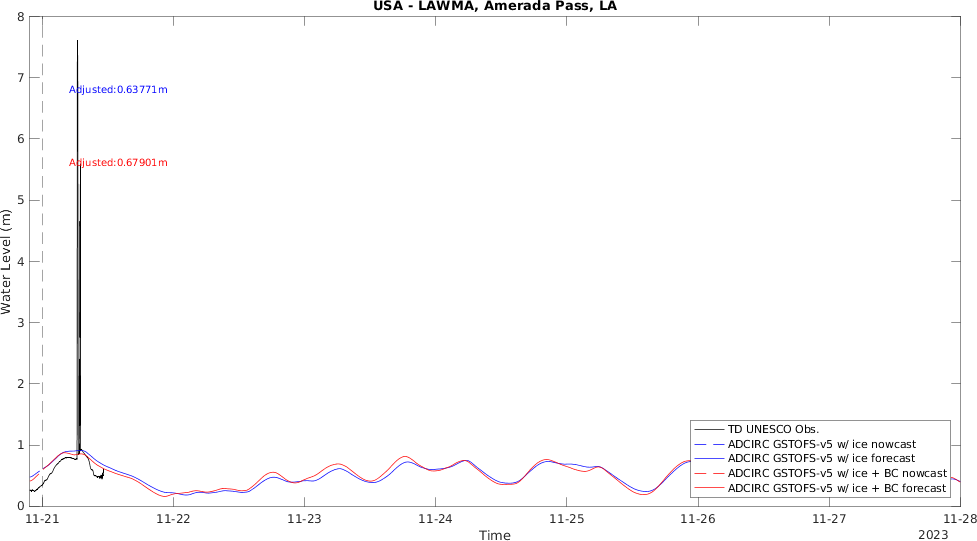 USA - LAWMA, Amerada Pass, LA
Water Level (m)
8
7
6
5
4
3
2
1
0
Adjusted:0.63771m
Adjusted:0.67901m
TD UNESCO Obs.
ADCIRC GSTOFS-v5 w/ ice nowcast
ADCIRC GSTOFS-v5 w/ ice forecast
ADCIRC GSTOFS-v5 w/ ice + BC nowcast
ADCIRC GSTOFS-v5 w/ ice + BC forecast
11-21 11-22 11-23 11-24 11-25 11-26 11-27 11-28
Time
2023